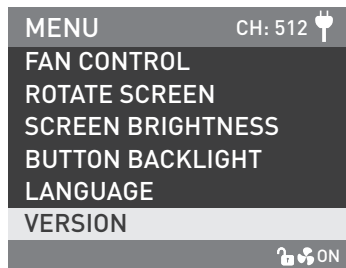 MENU CH: 512
FAN CONTROL
ROTATE SCREEN
SCREEN BRIGHTNESS
BUTTON BACKLIGHT
LANGUAGE
VERSION
ON